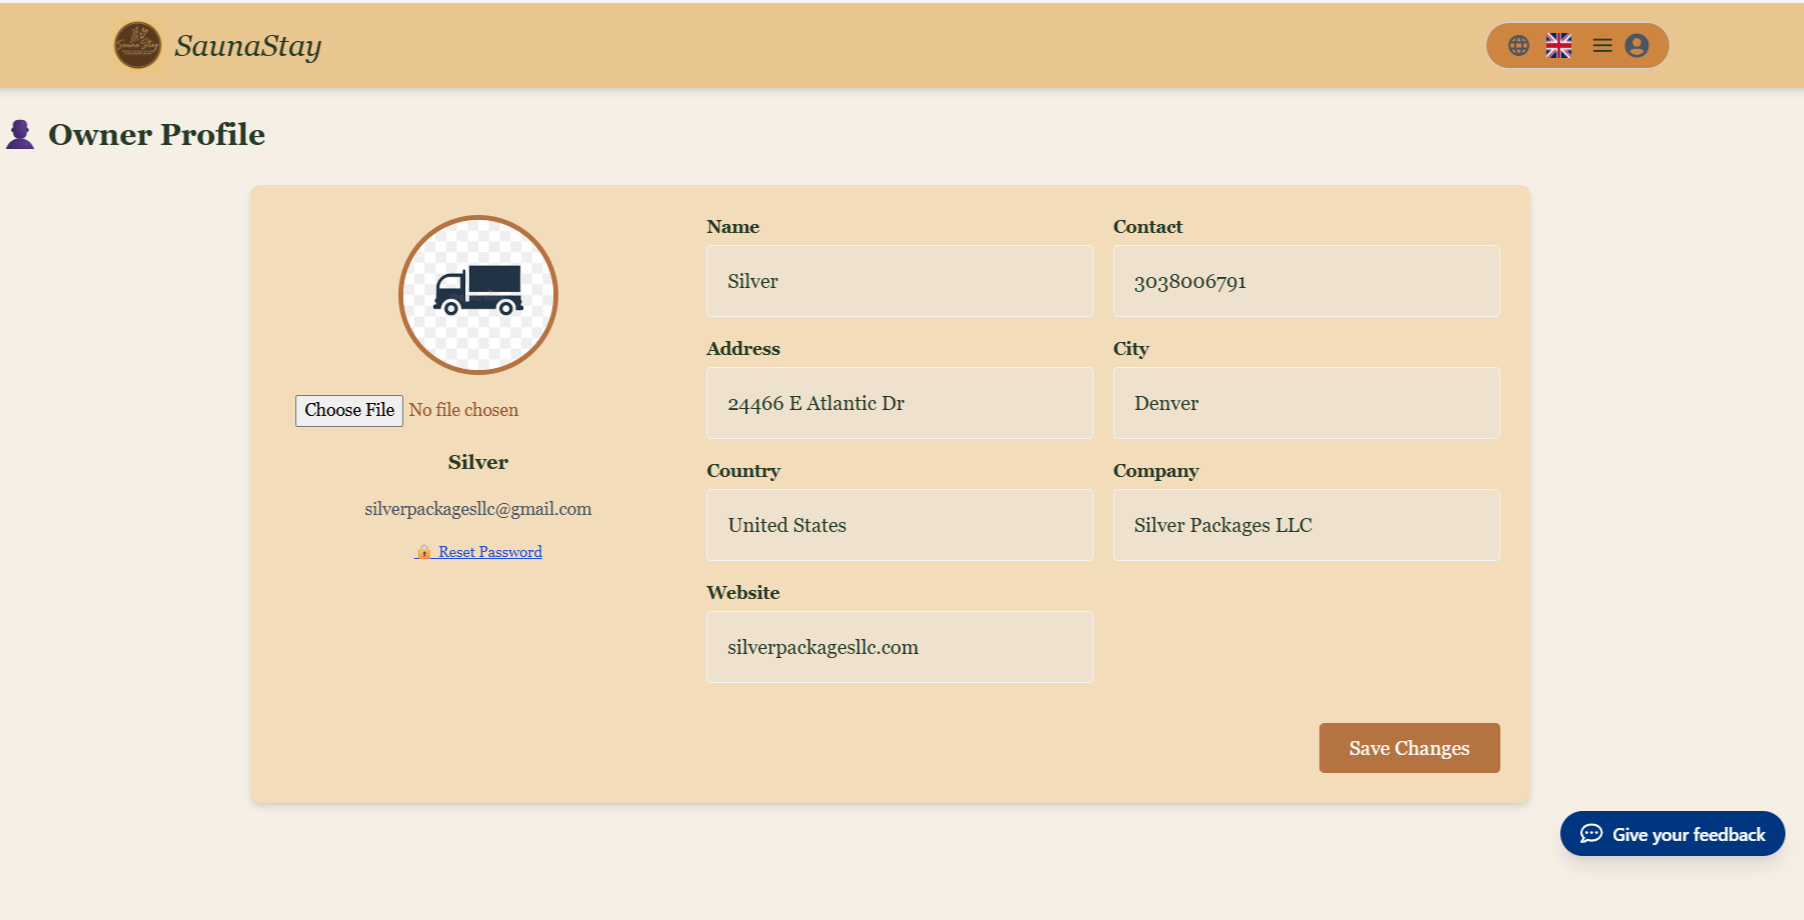 SaunaStay
Owner Profile
Name
Contact
Silver
3038006791
Address
City
24466 E Atlantic Dr
Denver
Choose File No file chosen
Silver
silverpackagesllc@gmail.com
Reset Password
Country
Company
United States
Silver Packages LLC
Website
silverpackagesllc.com
Save Changes
Give your feedback